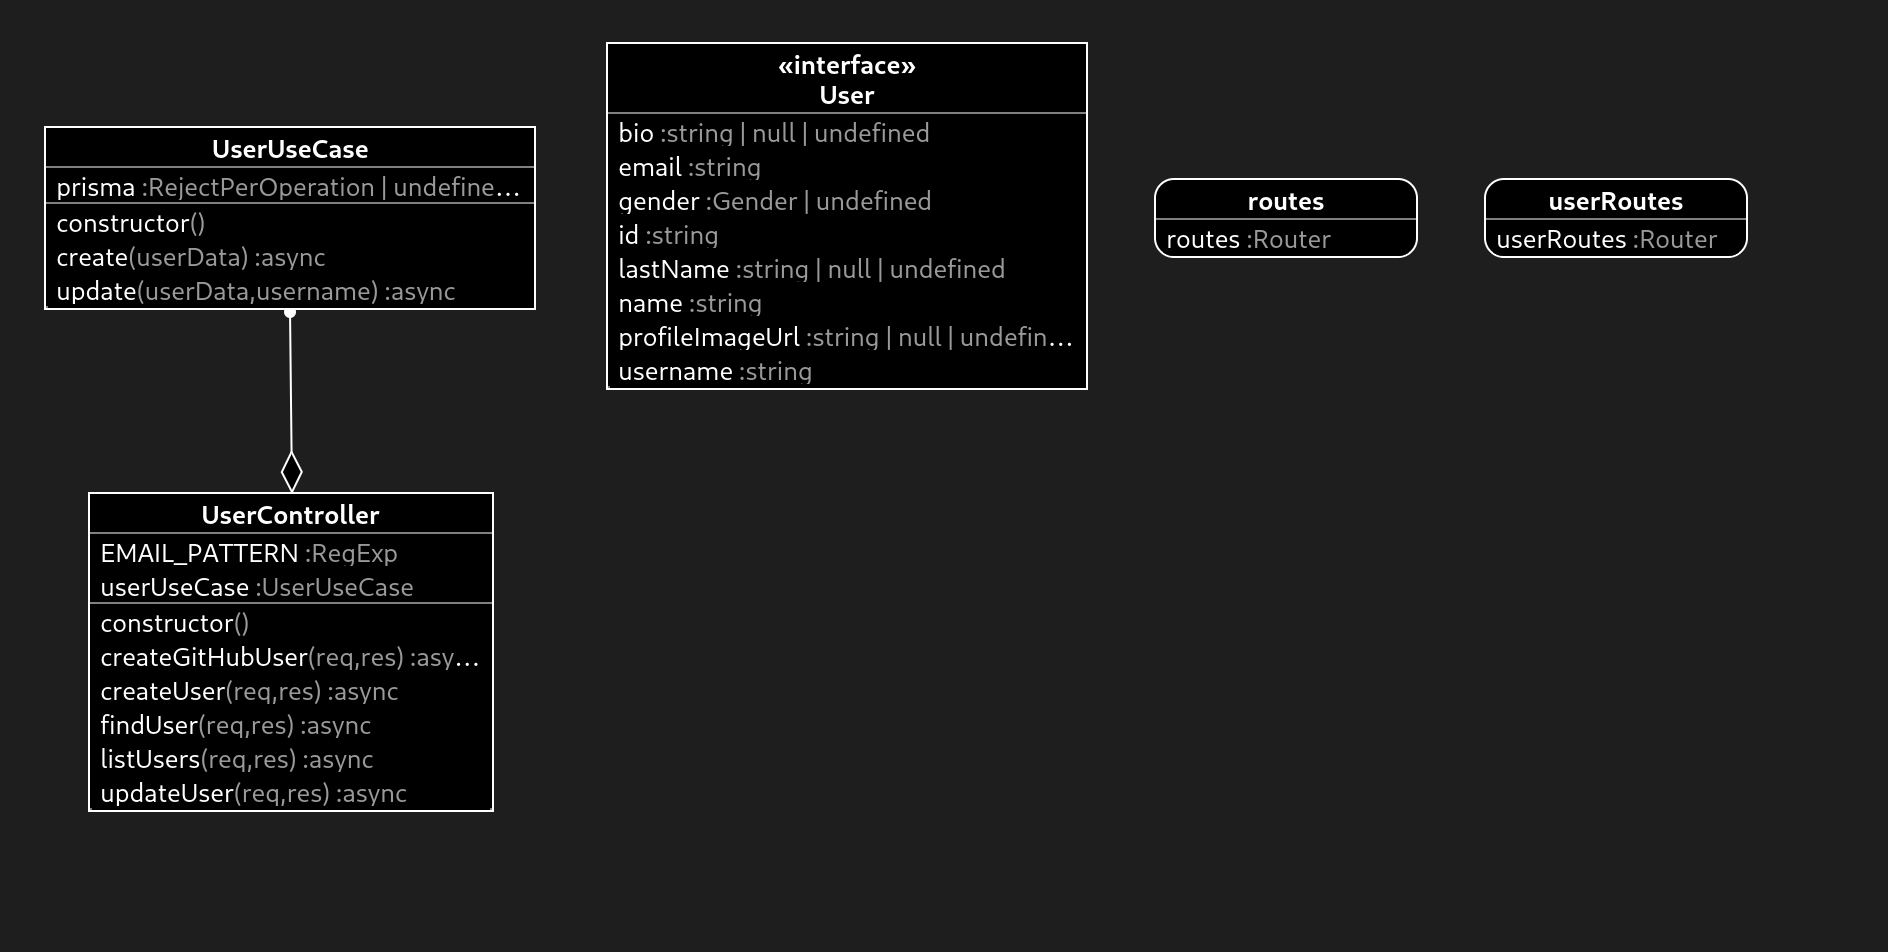 UserUseCase
prisma :RejectPerOperation | undefine...
constructor()
create(userData) :async
update(userData,username) :async
«interface»
User
bio :string | null | undefined
email :string
gender :Gender | undefined
id :string
lastName :string | null | undefined
name :string
profileImageUrl :string | null | undefin...
username :string
routes
routes :Router
userRoutes
userRoutes :Router
UserController
EMAIL_PATTERN :RegExp
userUseCase :UserUseCase
constructor()
createGitHubUser(req,res) :asy...
createUser(req,res) :async
findUser(req,res) :async
listUsers(req,res) :async
updateUser(req,res) :async